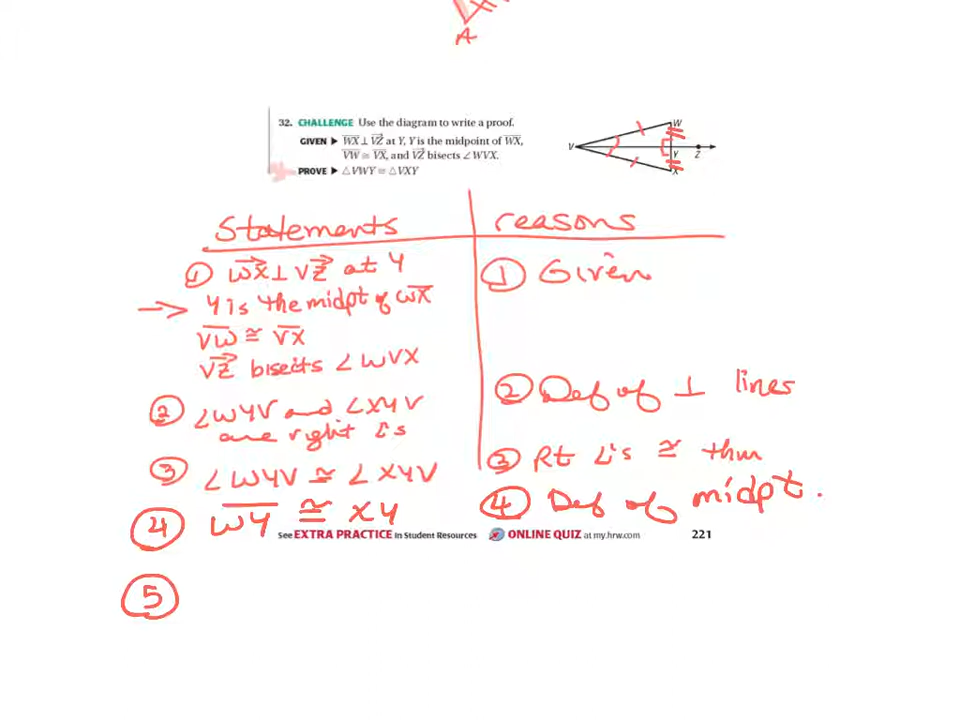 A
32. CHALLENGE Use the diagram to write a proof.
GIVEN ▶ WX ⊥ VZ at Y, Y is the midpoint of WX,
VW ≅ VX, and VZ bisects ∠WVX.
PROVE ▶ △VWY ≅ △VXY
V
W
Y
Z
X
Statements
reasons
① WX ⊥ VZ at Y
① Given
→ Y is the midpt of WX
VW ≅ VX
VZ bisects ∠WVX
② ∠WYV and ∠XYV
are right ∠s
② Def of ⊥ lines
③ ∠WYV ≅ ∠XYV
③ Rt ∠'s ≅ thm
④ WY ≅ XY
④ Def of midpt.
See EXTRA PRACTICE in Student Resources
ONLINE QUIZ at my.hrw.com
221
⑤